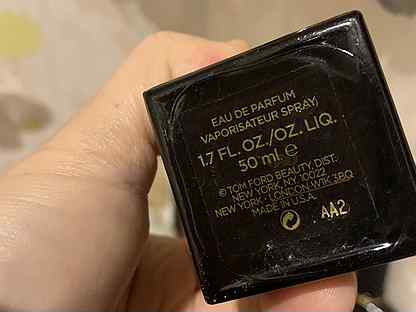 EAU DE PARFUM
VAPORISATEUR SPRAY
1.7 FL. OZ./OZ. LIQ.
50 ml e
© TOM FORD BEAUTY, DIST.
NEW YORK, NY 10022
NEW YORK • LONDON W1K 3BQ
MADE IN U.S.A.
AA2